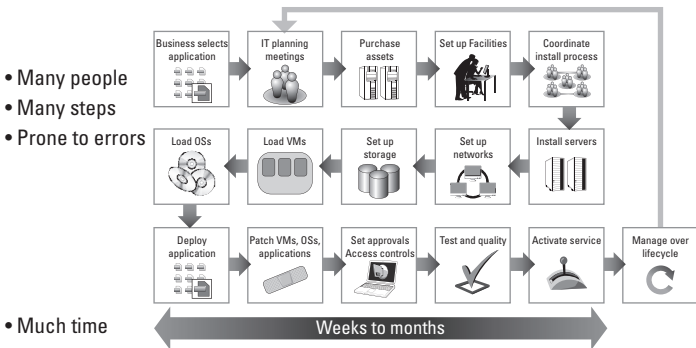 Business selects
application
IT planning
meetings
Purchase
assets
Set up Facilities
Coordinate
install process
• Many people
• Many steps
• Prone to errors
Load OSs
Load VMs
Set up
storage
Set up
networks
Install servers
Deploy
application
Patch VMs, OSs,
applications
Set approvals
Access controls
Test and quality
Activate service
Manage over
lifecycle
• Much time
Weeks to months